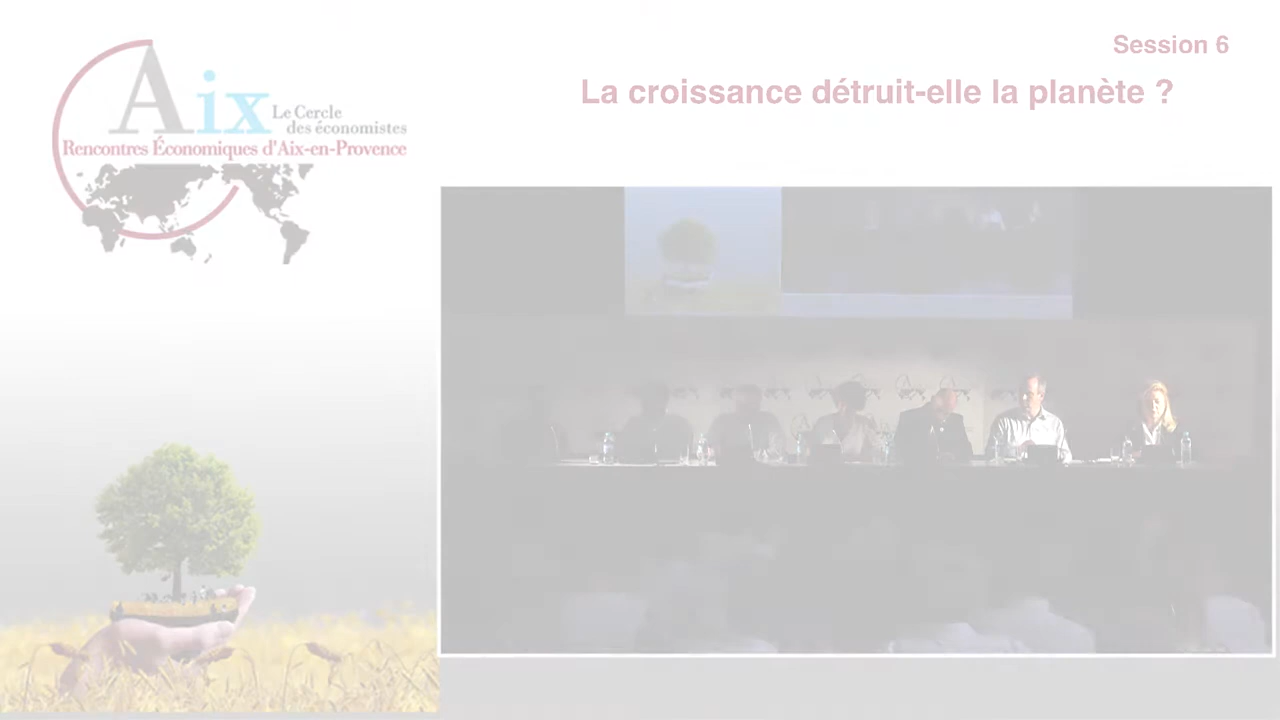 Session 6
La croissance détruit-elle la planète ?
Aix
Le Cercle
des économistes
Rencontres Économiques d'Aix-en-Provence